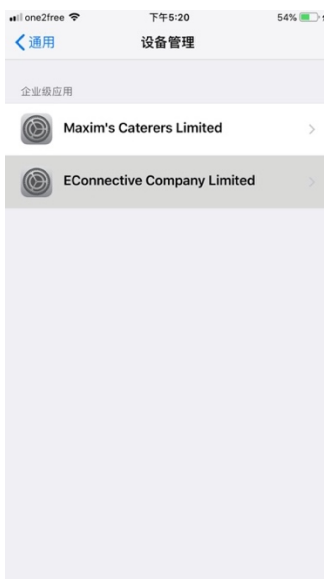 one2free 下午5:20 54%
通用 设备管理
企业级应用
Maxim's Caterers Limited
EConnective Company Limited